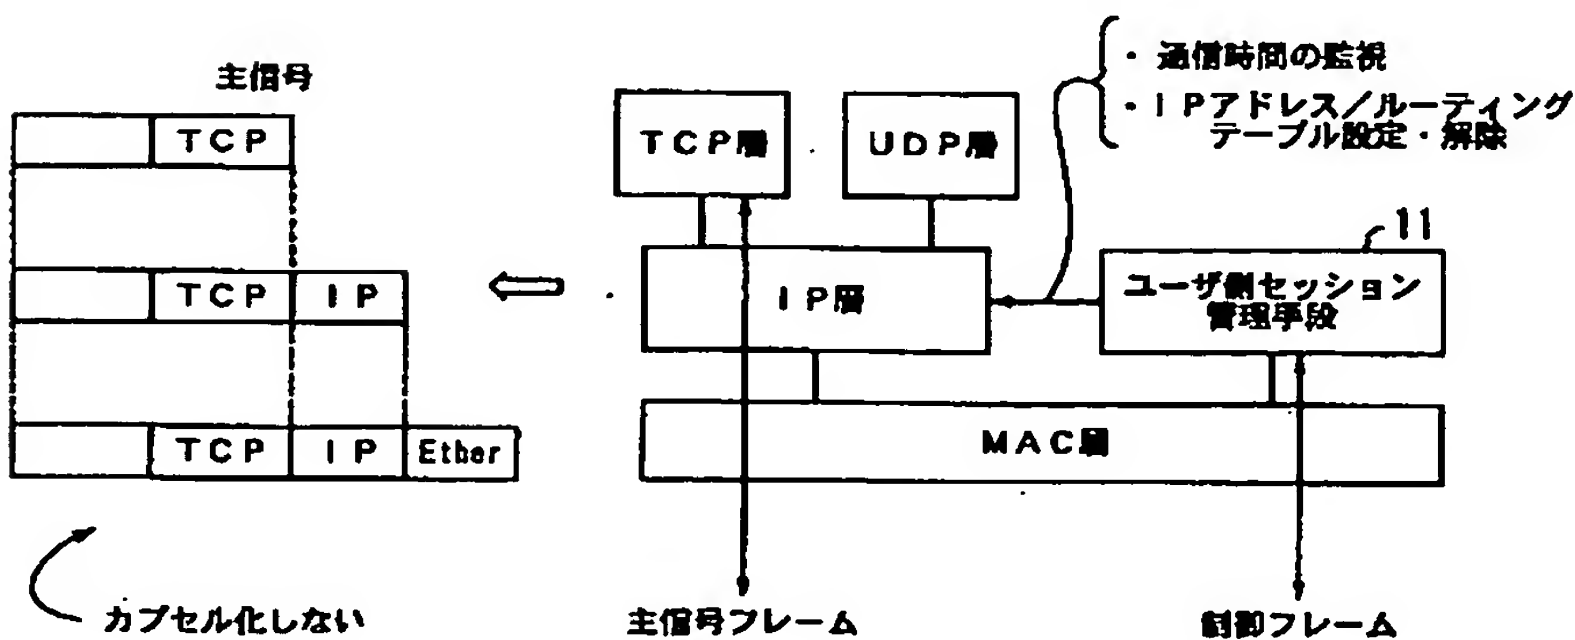 主信号
TCP
TCP IP
TCP IP Ether
カプセル化しない
・通信時間の監視
・IPアドレス/ルーティング
テーブル設定・解除
TCP層
UDP層
11
IP層
ユーザ側セッション
管理手段
MAC層
主信号フレーム
制御フレーム